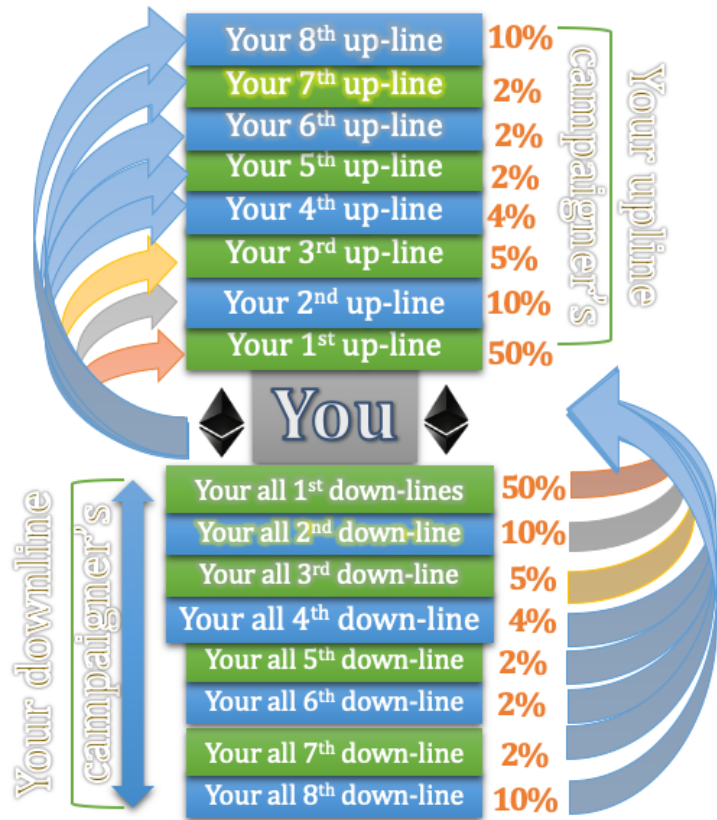 Your 8th up-line 10%
Your 7th up-line 2%
Your 6th up-line 2%
Your 5th up-line 2%
Your 4th up-line 4%
Your 3rd up-line 5%
Your 2nd up-line 10%
Your 1st up-line 50%
Your upline
campaigner's
You
Your all 1st down-lines 50%
Your all 2nd down-line 10%
Your all 3rd down-line 5%
Your all 4th down-line 4%
Your all 5th down-line 2%
Your all 6th down-line 2%
Your all 7th down-line 2%
Your all 8th down-line 10%
Your downline
campaigner's